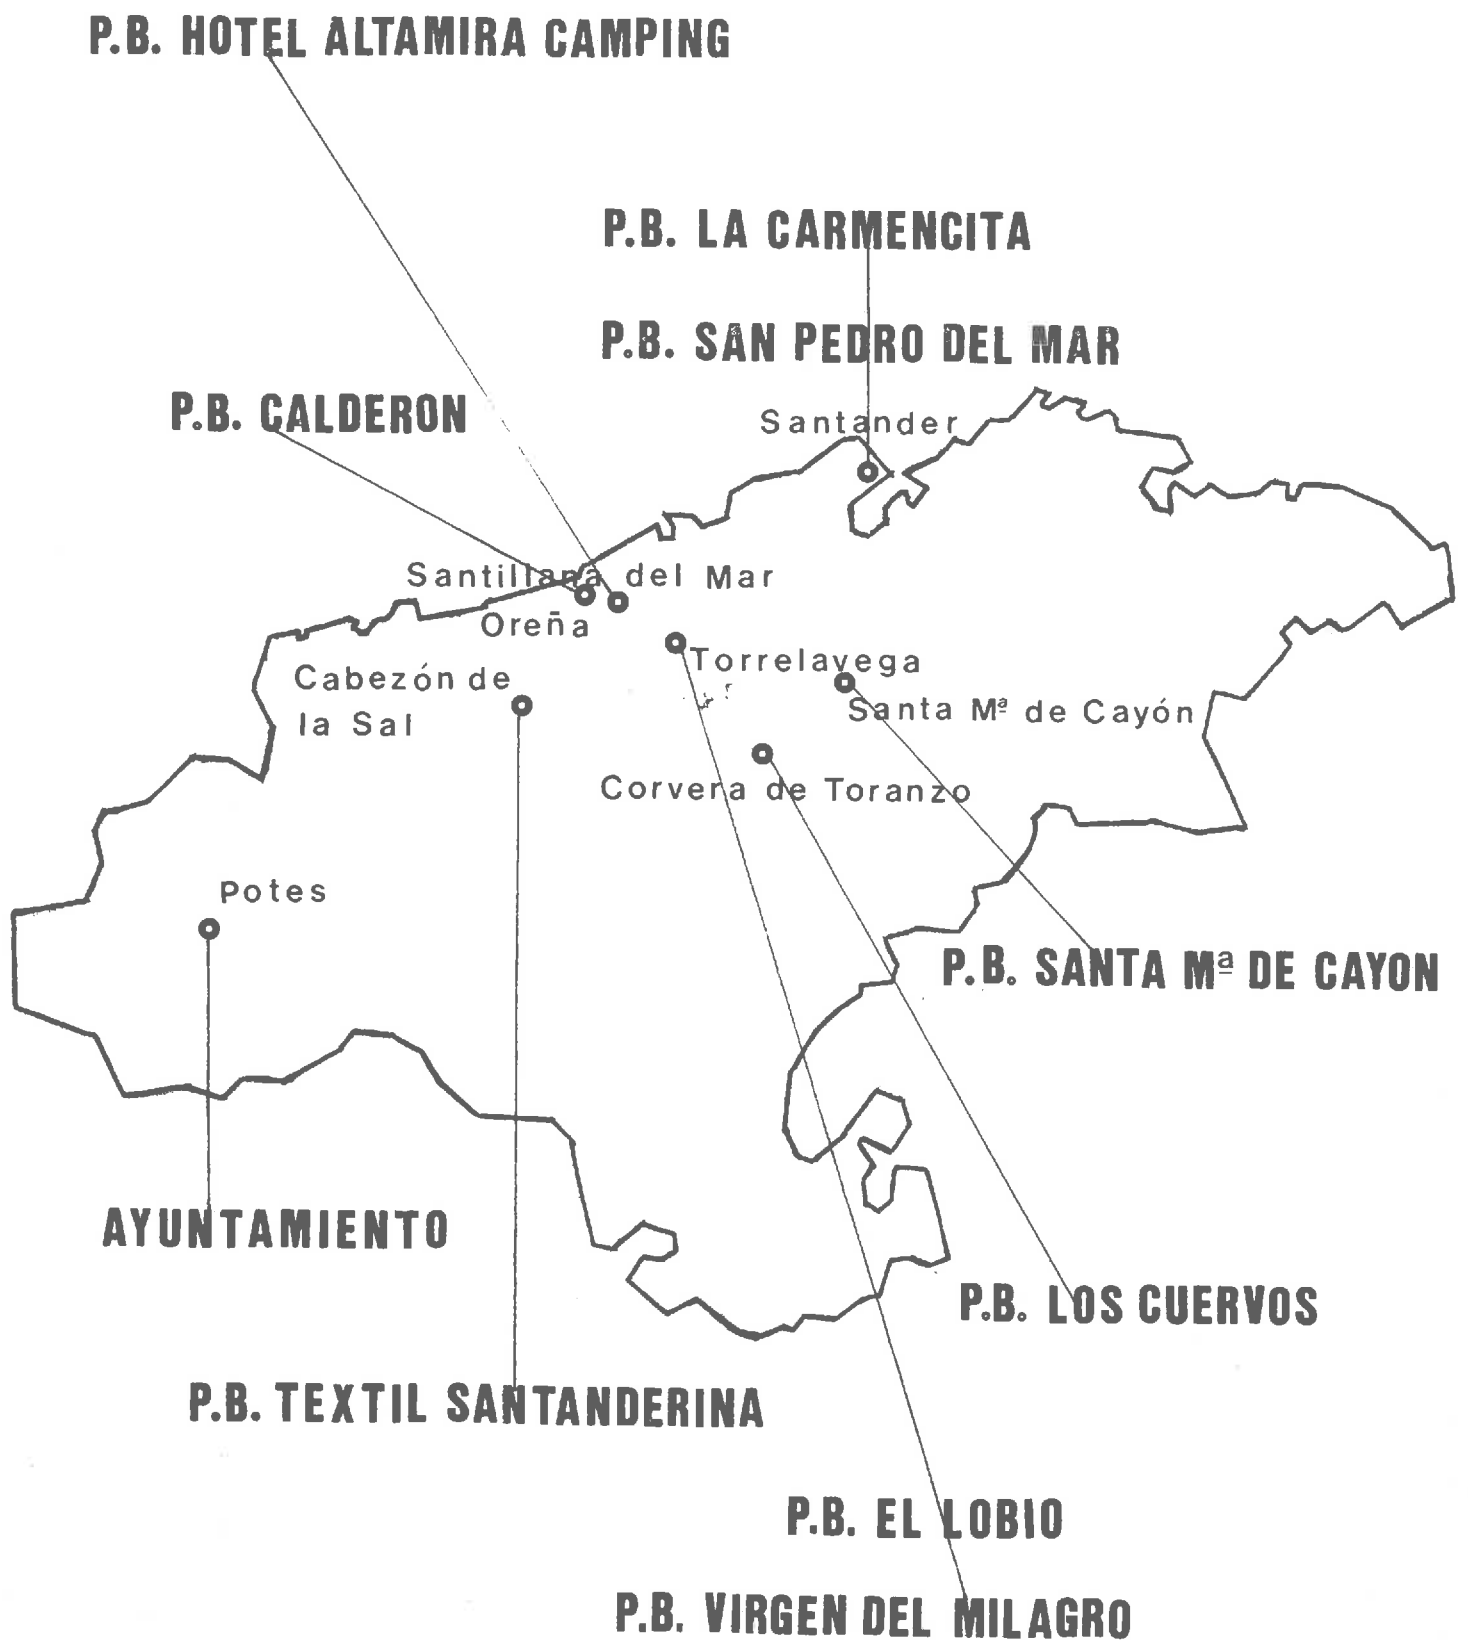 P.B. HOTEL ALTAMIRA CAMPING
P.B. LA CARMENCITA
P.B. SAN PEDRO DEL MAR
P.B. CALDERON
Santander
Santillana del Mar
Oreña
Torrelavega
Cabezón de
la Sal
Santa Mª de Cayón
Corvera de Toranzo
Potes
P.B. SANTA Mª DE CAYON
AYUNTAMIENTO
P.B. LOS CUERVOS
P.B. TEXTIL SANTANDERINA
P.B. EL LOBIO
P.B. VIRGEN DEL MILAGRO